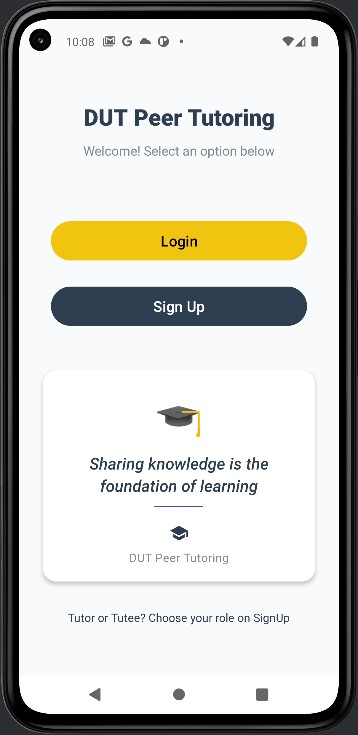 10:08
DUT Peer Tutoring
Welcome! Select an option below
Login
Sign Up
Sharing knowledge is the
foundation of learning
DUT Peer Tutoring
Tutor or Tutee? Choose your role on SignUp